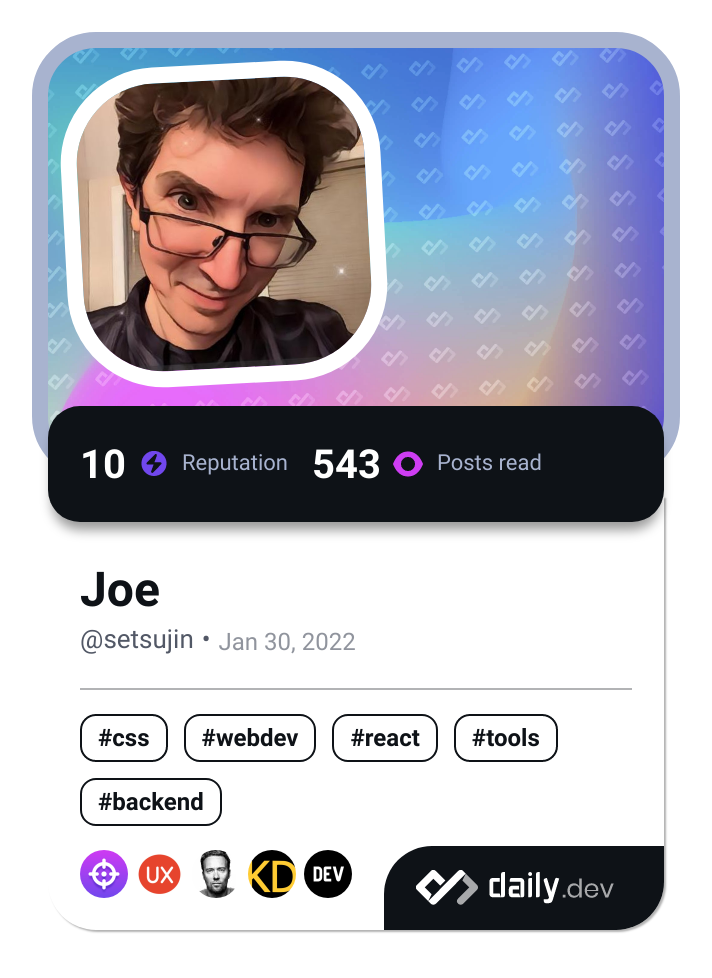 10 Reputation 543 Posts read
Joe
@setsujin • Jan 30, 2022
#css #webdev #react #tools
#backend
UX KD DEV
daily.dev